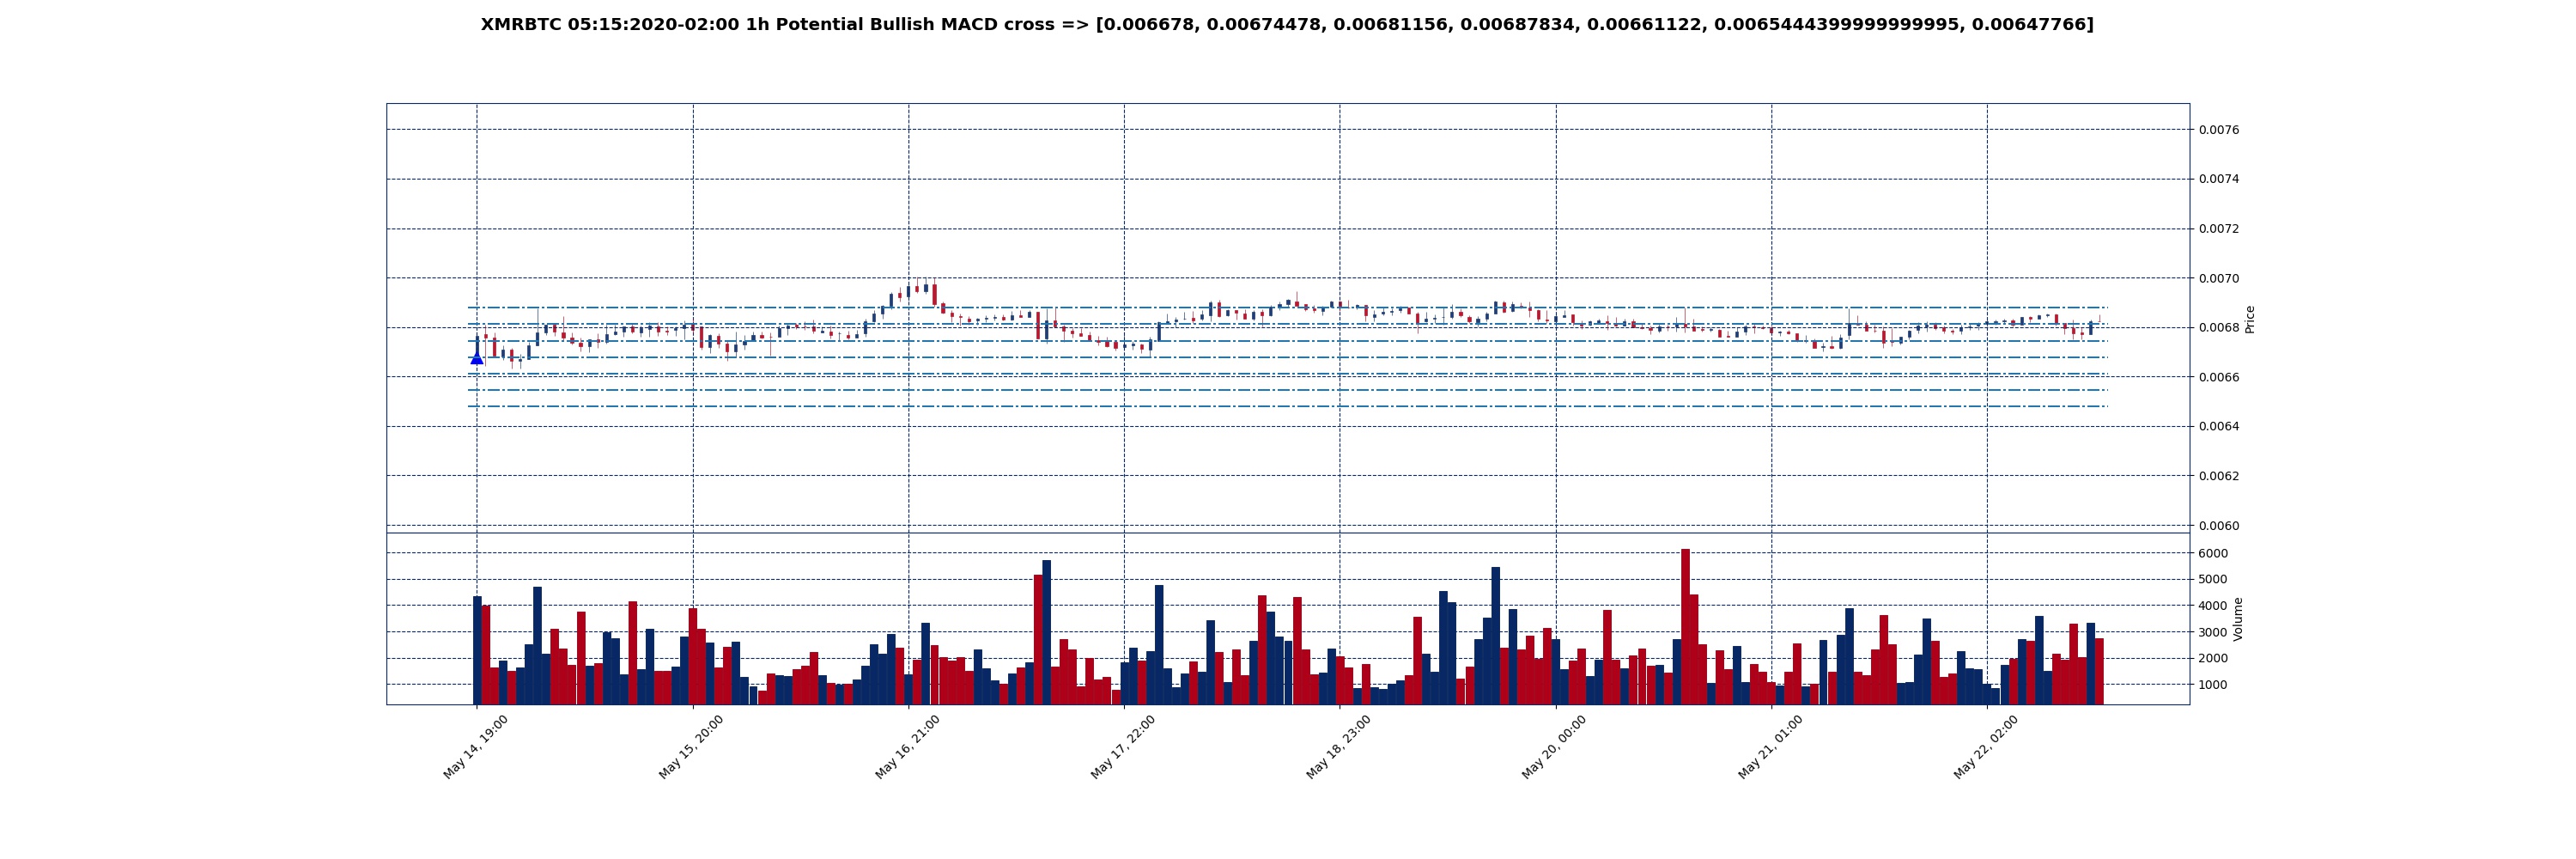 XMRBTC 05:15:2020-02:00 1h Potential Bullish MACD cross => [0.006678, 0.00674478, 0.00681156, 0.00687834, 0.00661122, 0.0065444399999999995, 0.00647766]
0.0076
0.0074
0.0072
0.0070
0.0068
0.0066
0.0064
0.0062
0.0060
Price
6000
5000
4000
3000
2000
1000
Volume
May 14, 19:00
May 15, 20:00
May 16, 21:00
May 17, 22:00
May 18, 23:00
May 20, 00:00
May 21, 01:00
May 22, 02:00